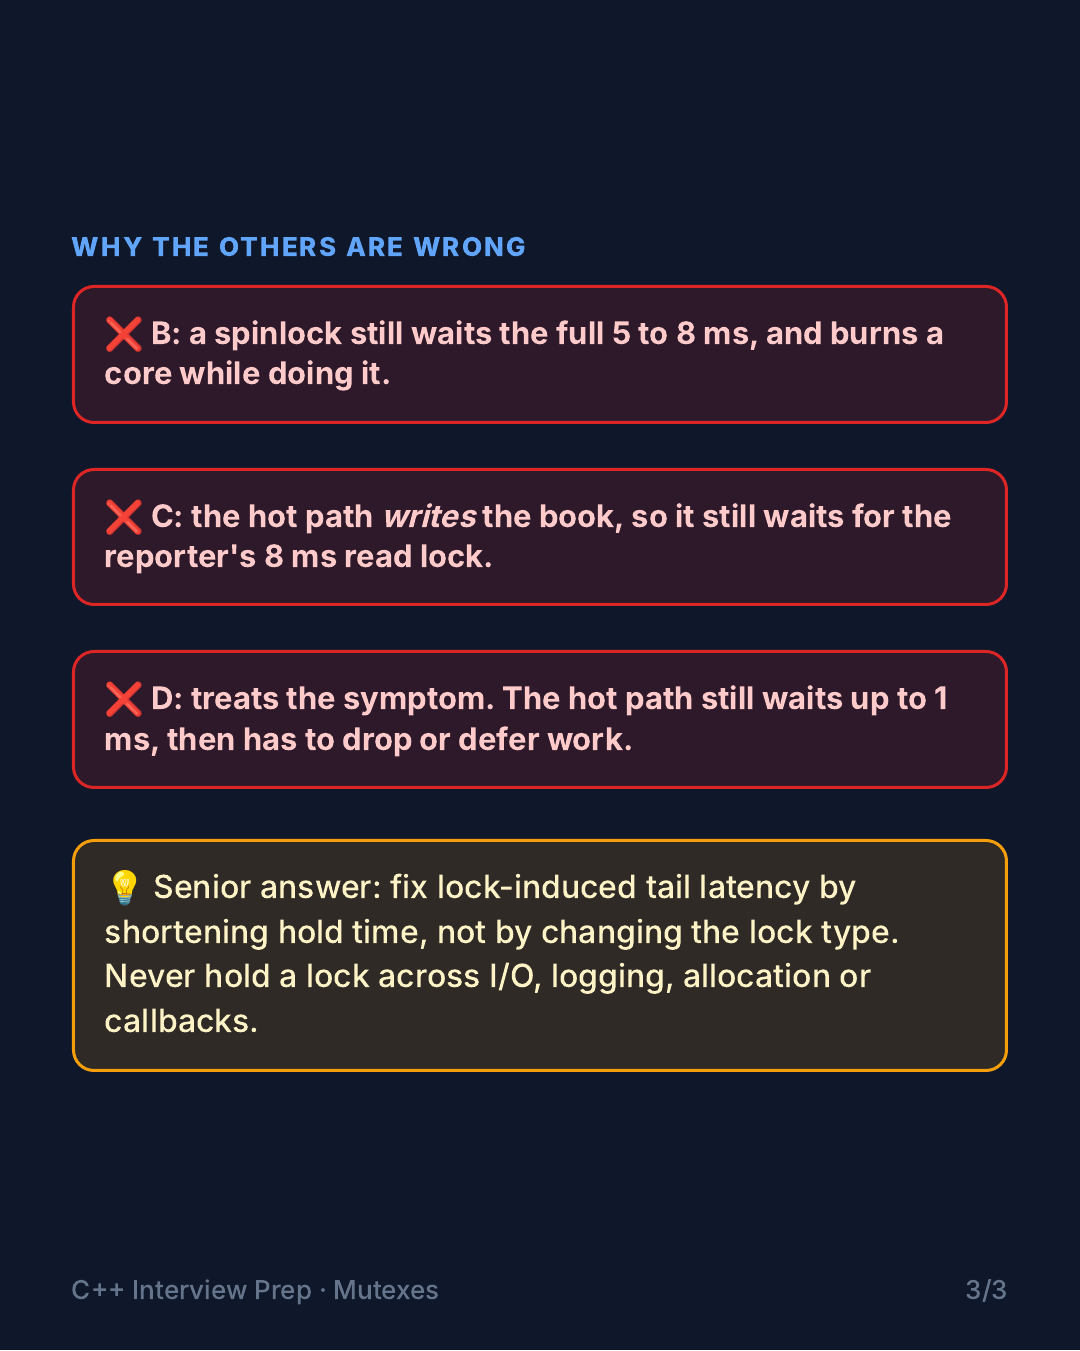 WHY THE OTHERS ARE WRONG
❌ B: a spinlock still waits the full 5 to 8 ms, and burns a
core while doing it.
❌ C: the hot path writes the book, so it still waits for the
reporter's 8 ms read lock.
❌ D: treats the symptom. The hot path still waits up to 1
ms, then has to drop or defer work.
💡 Senior answer: fix lock-induced tail latency by
shortening hold time, not by changing the lock type.
Never hold a lock across I/O, logging, allocation or
callbacks.
C++ Interview Prep · Mutexes
3/3